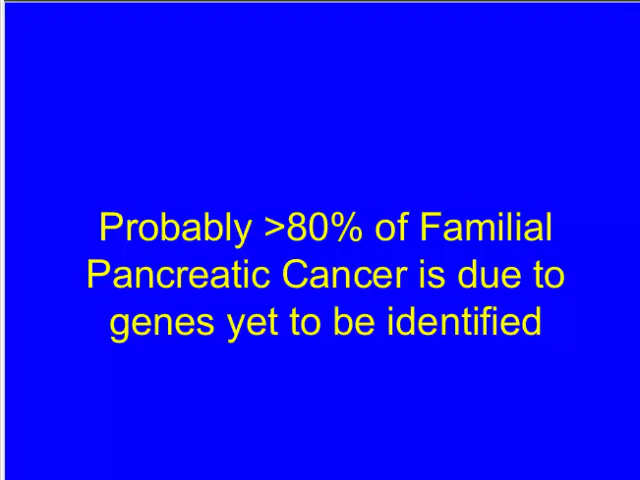 Probably >80% of Familial
Pancreatic Cancer is due to
genes yet to be identified